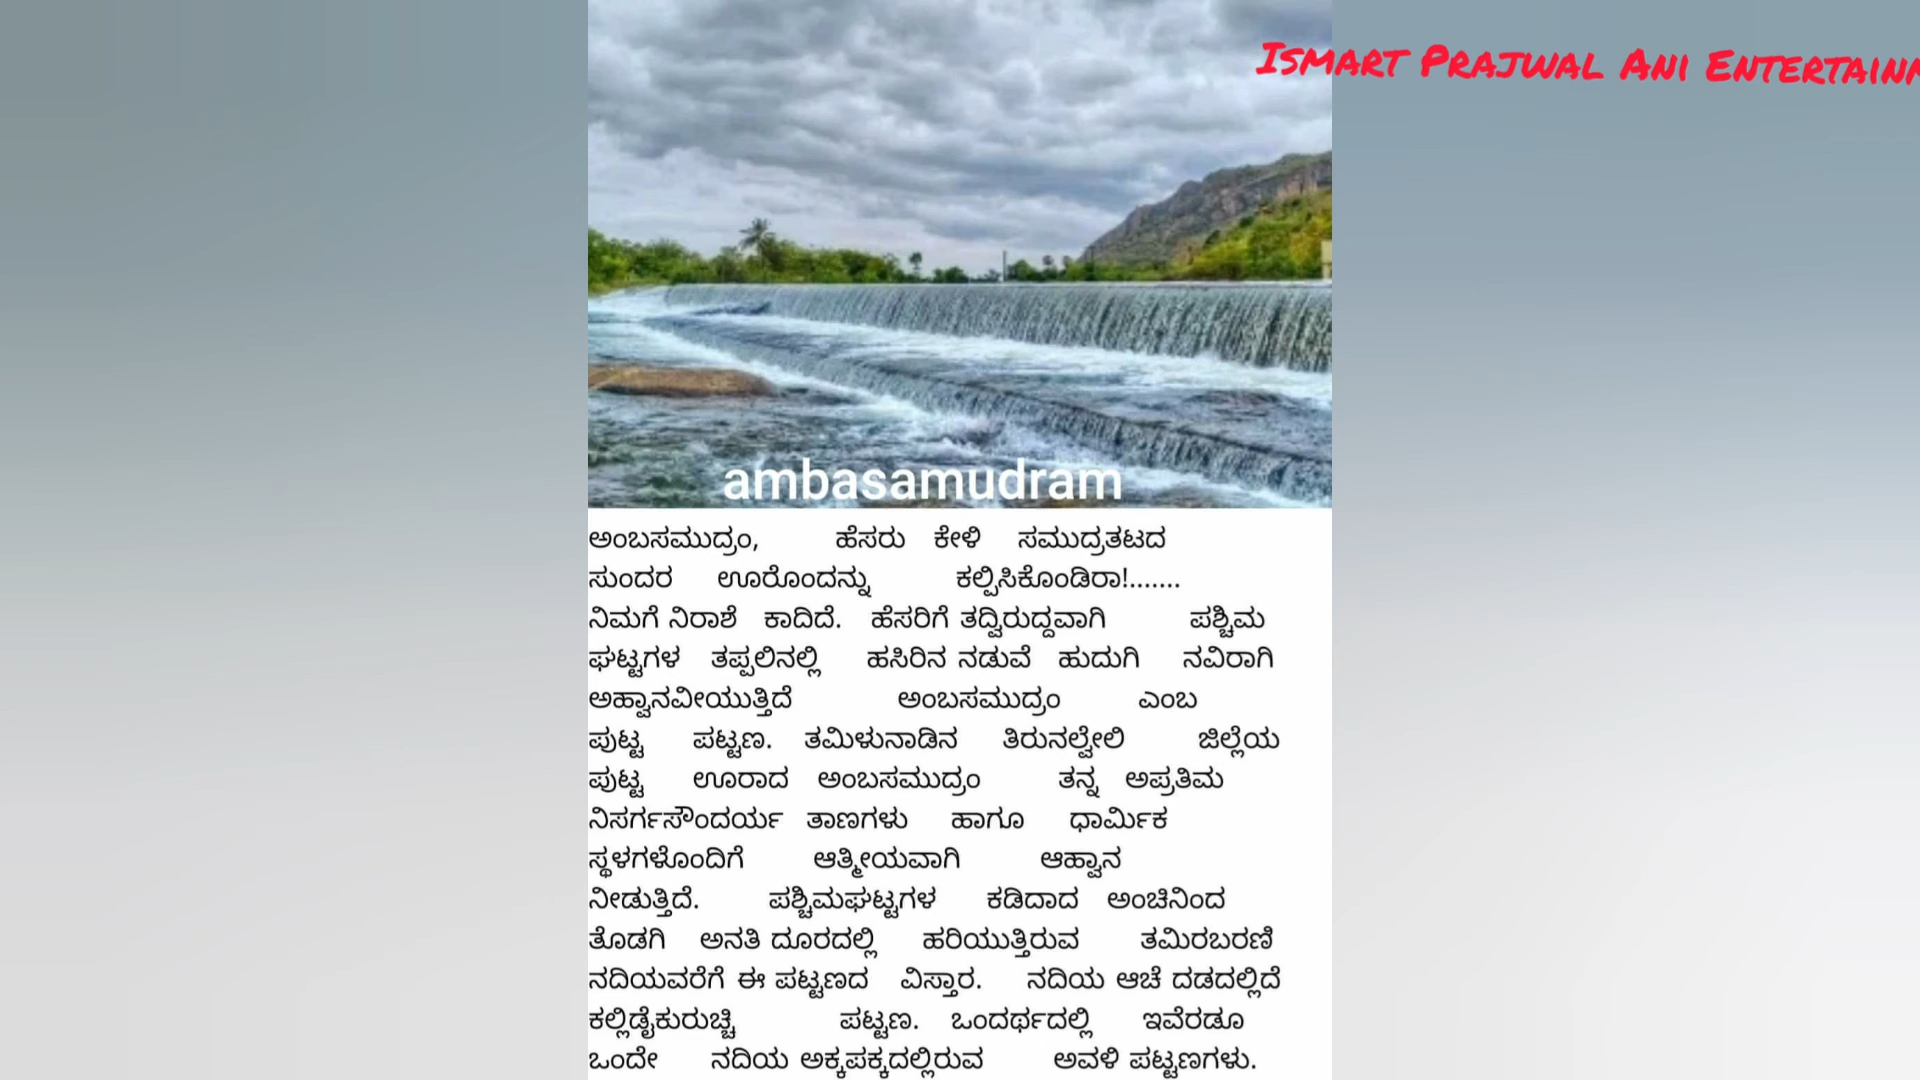 Ismart Prajwal Ani Entertainm
ambasamudram
ಅಂಬಸಮುದ್ರಂ, ಹೆಸರು ಕೇಳಿ ಸಮುದ್ರತಟದ
ಸುಂದರ ಊರೊಂದನ್ನು ಕಲ್ಪಿಸಿಕೊಂಡಿರಾ!.......
ನಿಮಗೆ ನಿರಾಶೆ ಕಾದಿದೆ. ಹೆಸರಿಗೆ ತದ್ವಿರುದ್ದವಾಗಿ ಪಶ್ಚಿಮ
ಘಟ್ಟಗಳ ತಪ್ಪಲಿನಲ್ಲಿ ಹಸಿರಿನ ನಡುವೆ ಹುದುಗಿ ನವಿರಾಗಿ
ಅಹ್ವಾನವೀಯುತ್ತಿದೆ ಅಂಬಸಮುದ್ರಂ ಎಂಬ
ಪುಟ್ಟ ಪಟ್ಟಣ. ತಮಿಳುನಾಡಿನ ತಿರುನಲ್ವೇಲಿ ಜಿಲ್ಲೆಯ
ಪುಟ್ಟ ಊರಾದ ಅಂಬಸಮುದ್ರಂ ತನ್ನ ಅಪ್ರತಿಮ
ನಿಸರ್ಗಸೌಂದರ್ಯ ತಾಣಗಳು ಹಾಗೂ ಧಾರ್ಮಿಕ
ಸ್ಥಳಗಳೊಂದಿಗೆ ಆತ್ಮೀಯವಾಗಿ ಆಹ್ವಾನ
ನೀಡುತ್ತಿದೆ. ಪಶ್ಚಿಮಘಟ್ಟಗಳ ಕಡಿದಾದ ಅಂಚಿನಿಂದ
ತೊಡಗಿ ಅನತಿ ದೂರದಲ್ಲಿ ಹರಿಯುತ್ತಿರುವ ತಮಿರಬರಣಿ
ನದಿಯವರೆಗೆ ಈ ಪಟ್ಟಣದ ವಿಸ್ತಾರ. ನದಿಯ ಆಚೆ ದಡದಲ್ಲಿದೆ
ಕಲ್ಲಿಡೈಕುರುಚ್ಚಿ ಪಟ್ಟಣ. ಒಂದರ್ಥದಲ್ಲಿ ಇವೆರಡೂ
ಒಂದೇ ನದಿಯ ಅಕ್ಕಪಕ್ಕದಲ್ಲಿರುವ ಅವಳಿ ಪಟ್ಟಣಗಳು.